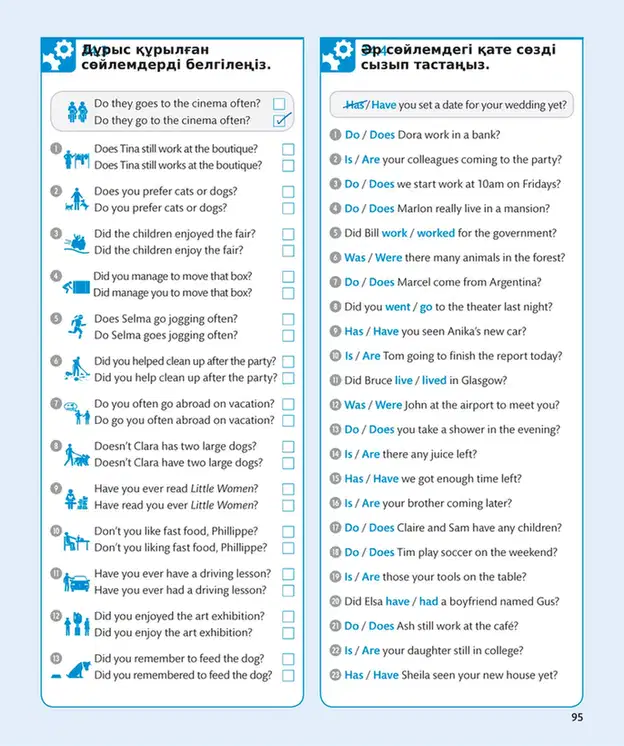 Дұрыс құрылған
сөйлемдерді белгілеңіз.
Do they goes to the cinema often?
Do they go to the cinema often?
1 Does Tina still work at the boutique?
Does Tina still works at the boutique?
2 Does you prefer cats or dogs?
Do you prefer cats or dogs?
3 Did the children enjoyed the fair?
Did the children enjoy the fair?
4 Did you manage to move that box?
Did manage you to move that box?
5 Does Selma go jogging often?
Do Selma goes jogging often?
6 Did you helped clean up after the party?
Did you help clean up after the party?
7 Do you often go abroad on vacation?
Do go you often abroad on vacation?
8 Doesn't Clara has two large dogs?
Doesn't Clara have two large dogs?
9 Have you ever read Little Women?
Have read you ever Little Women?
10 Don't you like fast food, Phillippe?
Don't you liking fast food, Phillippe?
11 Have you ever have a driving lesson?
Have you ever had a driving lesson?
12 Did you enjoyed the art exhibition?
Did you enjoy the art exhibition?
13 Did you remember to feed the dog?
Did you remembered to feed the dog?
Әр сөйлемдегі қате сөзді
сызып тастаңыз.
Has / Have you set a date for your wedding yet?
1 Do / Does Dora work in a bank?
2 Is / Are your colleagues coming to the party?
3 Do / Does we start work at 10am on Fridays?
4 Do / Does Marlon really live in a mansion?
5 Did Bill work / worked for the government?
6 Was / Were there many animals in the forest?
7 Do / Does Marcel come from Argentina?
8 Did you went / go to the theater last night?
9 Has / Have you seen Anika's new car?
10 Is / Are Tom going to finish the report today?
11 Did Bruce live / lived in Glasgow?
12 Was / Were John at the airport to meet you?
13 Do / Does you take a shower in the evening?
14 Is / Are there any juice left?
15 Has / Have we got enough time left?
16 Is / Are your brother coming later?
17 Do / Does Claire and Sam have any children?
18 Do / Does Tim play soccer on the weekend?
19 Is / Are those your tools on the table?
20 Did Elsa have / had a boyfriend named Gus?
21 Do / Does Ash still work at the café?
22 Is / Are your daughter still in college?
23 Has / Have Sheila seen your new house yet?
95